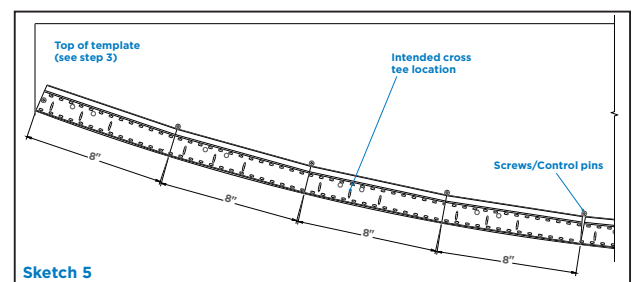 Top of template
(see step 3)
Intended cross
tee location
Screws/Control pins
8"
8"
8"
8"
Sketch 5